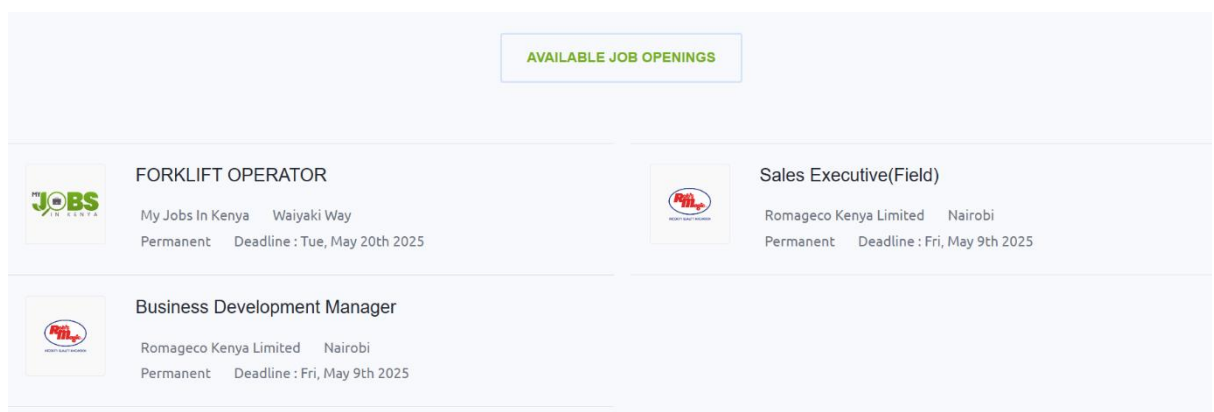 AVAILABLE JOB OPENINGS
MY
JOBS
IN KENYA
FORKLIFT OPERATOR
My Jobs In Kenya Waiyaki Way
Permanent Deadline : Tue, May 20th 2025
Sales Executive(Field)
Romageco Kenya Limited Nairobi
Permanent Deadline : Fri, May 9th 2025
Business Development Manager
Romageco Kenya Limited Nairobi
Permanent Deadline : Fri, May 9th 2025